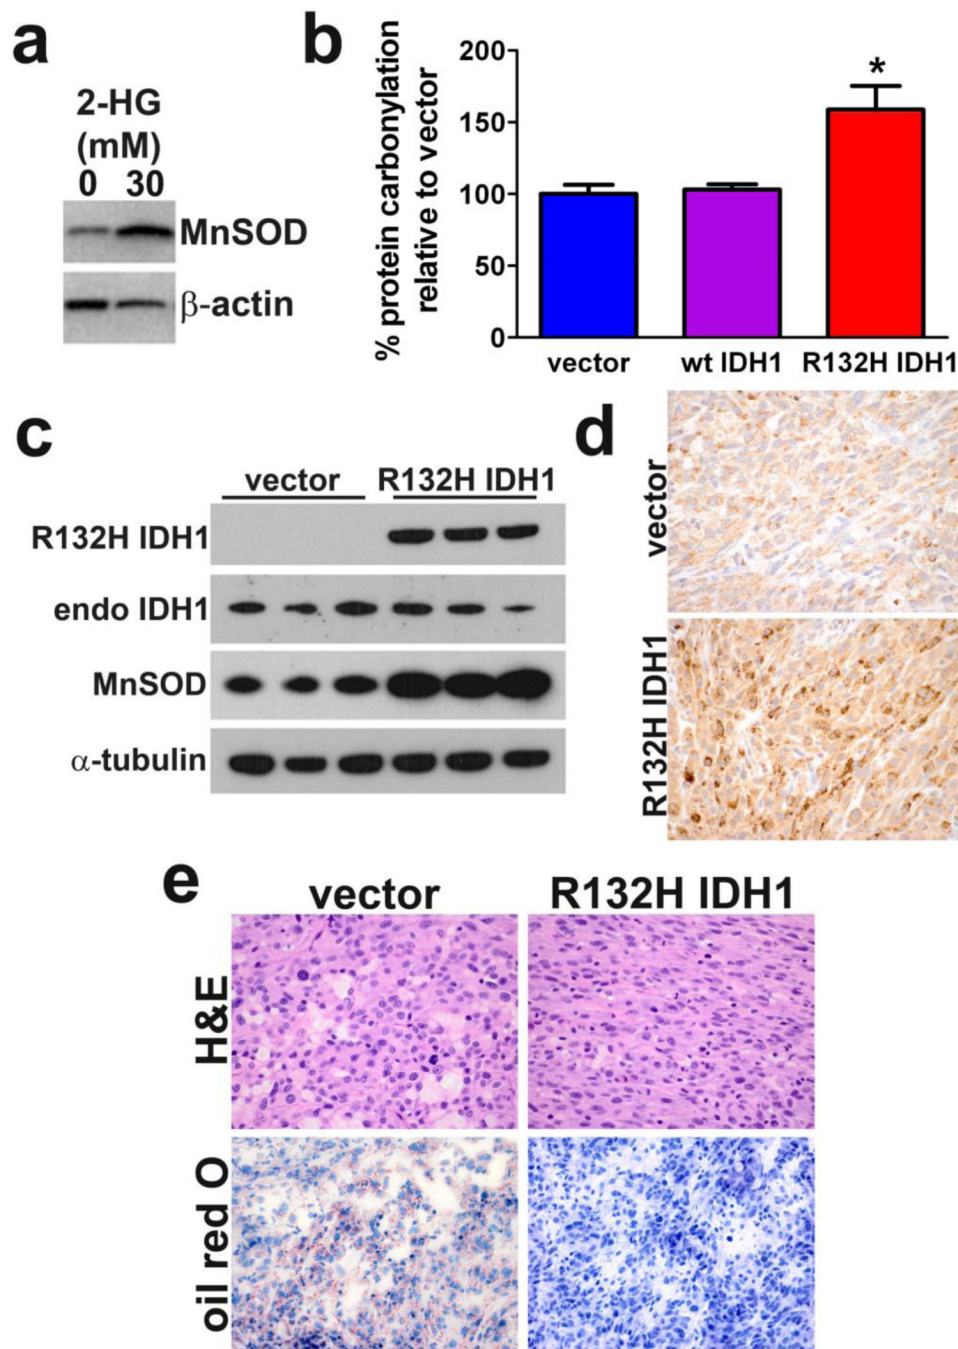 a
2-HG
(mM)
0 30
MnSOD
β-actin
b
% protein carbonylation
relative to vector
200
150
100
50
0
*
vector wt IDH1 R132H IDH1
c
vector R132H IDH1
R132H IDH1
endo IDH1
MnSOD
α-tubulin
d
vector
R132H IDH1
e
vector R132H IDH1
H&E
oil red O